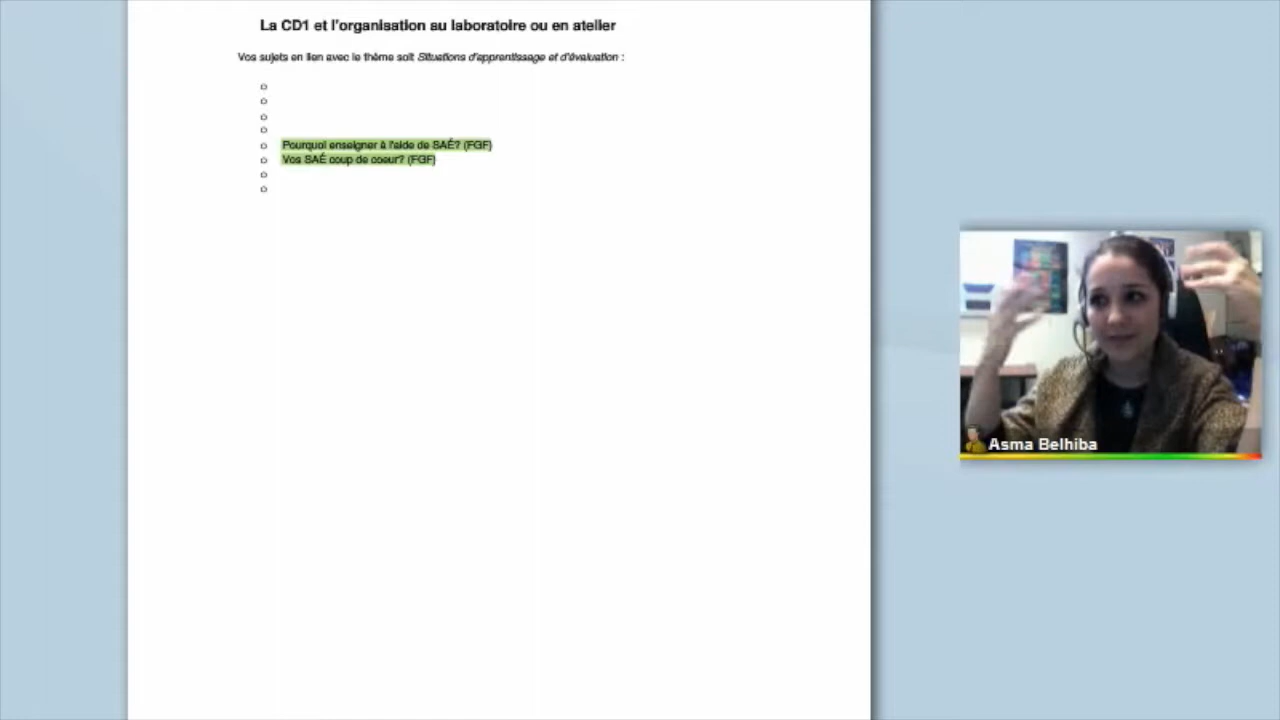 La CD1 et l'organisation au laboratoire ou en atelier
Vos sujets en lien avec le thème soit Situations d'apprentissage et d'évaluation :
o
o
o
o
o Pourquoi enseigner à l'aide de SAÉ? (FGF)
o Vos SAÉ coup de coeur? (FGF)
o
o
Asma Belhiba